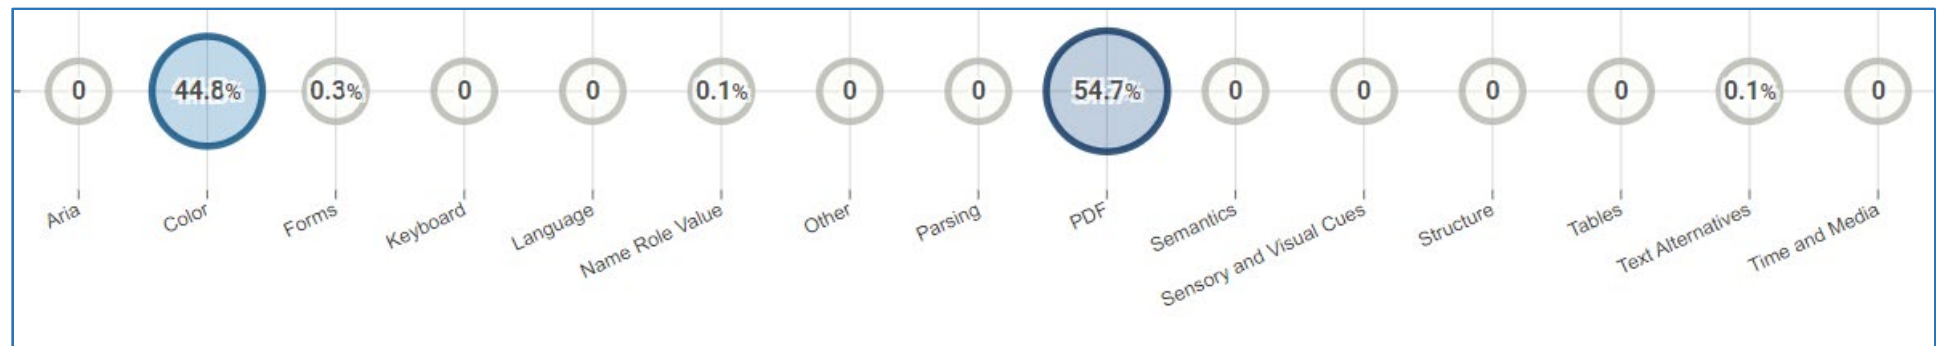 0 44.8% 0.3% 0 0 0.1% 0 0 54.7% 0 0 0 0 0.1% 0
Aria
Color
Forms
Keyboard
Language
Name Role Value
Other
Parsing
PDF
Semantics
Sensory and Visual Cues
Structure
Tables
Text Alternatives
Time and Media